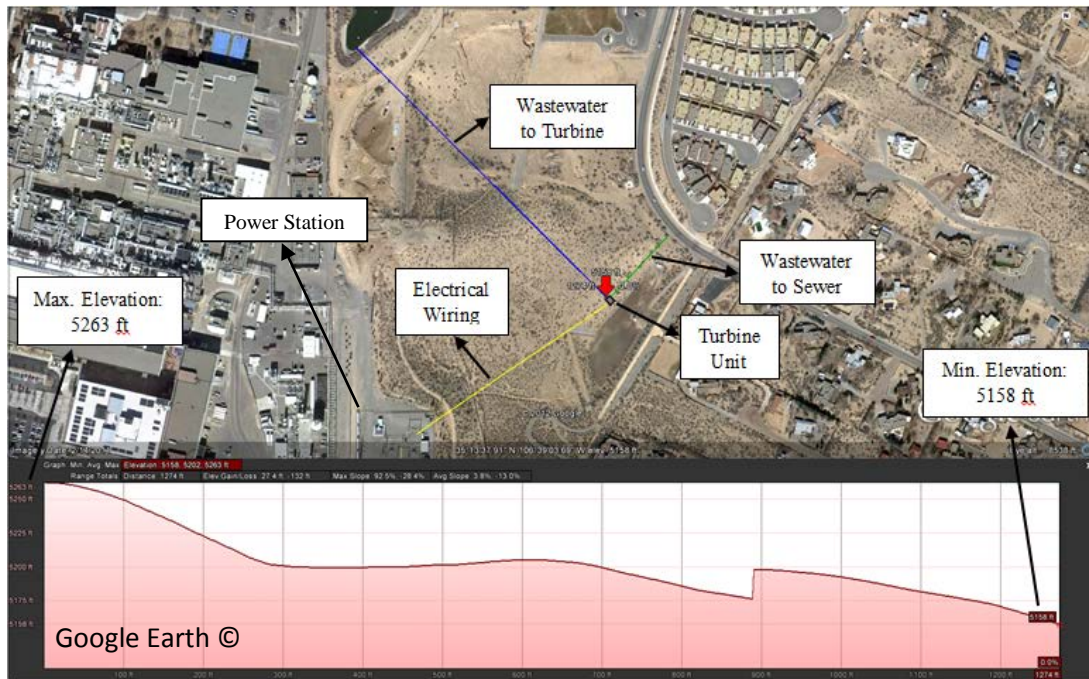 Wastewater
to Turbine
Power Station
Wastewater
to Sewer
Electrical
Wiring
Max. Elevation:
5263 ft
Turbine
Unit
Min. Elevation:
5158 ft
Graph: Min, Avg, Max Elevation: 5158, 5202, 5263 ft
Range Totals: Distance: 1274 ft Elev Gain/Loss: 27.4 ft, -132 ft Max Slope: 92.5%, -28.4% Avg Slope: 3.8%, -13.0%
5263 ft
5250 ft
5225 ft
5200 ft
5175 ft
5158 ft
5158 ft
Google Earth ©
0.0%
100 ft 200 ft 300 ft 400 ft 500 ft 600 ft 700 ft 800 ft 900 ft 1000 ft 1100 ft 1200 ft 1274 ft